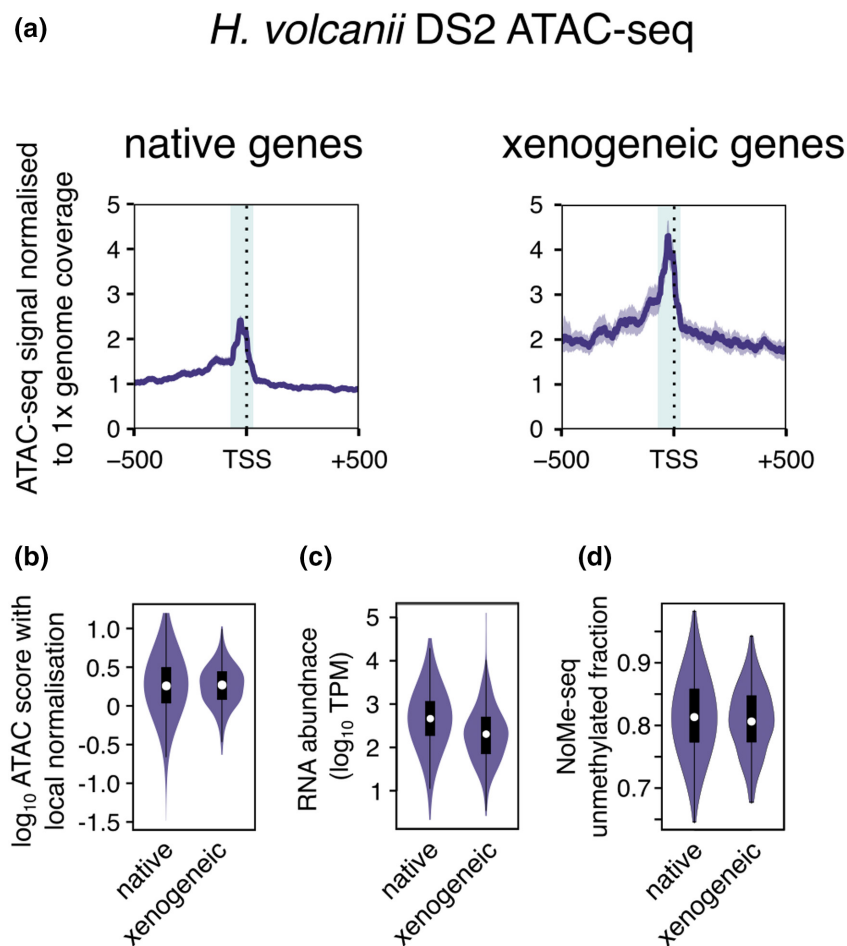 (a)
H. volcanii DS2 ATAC-seq
native genes
xenogeneic genes
ATAC-seq signal normalised
to 1x genome coverage
5
4
3
2
1
0
–500
TSS
+500
5
4
3
2
1
0
–500
TSS
+500
(b)
log10 ATAC score with
local normalisation
1.0
0.5
0
-0.5
-1.0
-1.5
native
xenogeneic
(c)
RNA abundnace
(log10 TPM)
5
4
3
2
1
native
xenogeneic
(d)
NoMe-seq
unmethylated fraction
0.9
0.8
0.7
native
xenogeneic